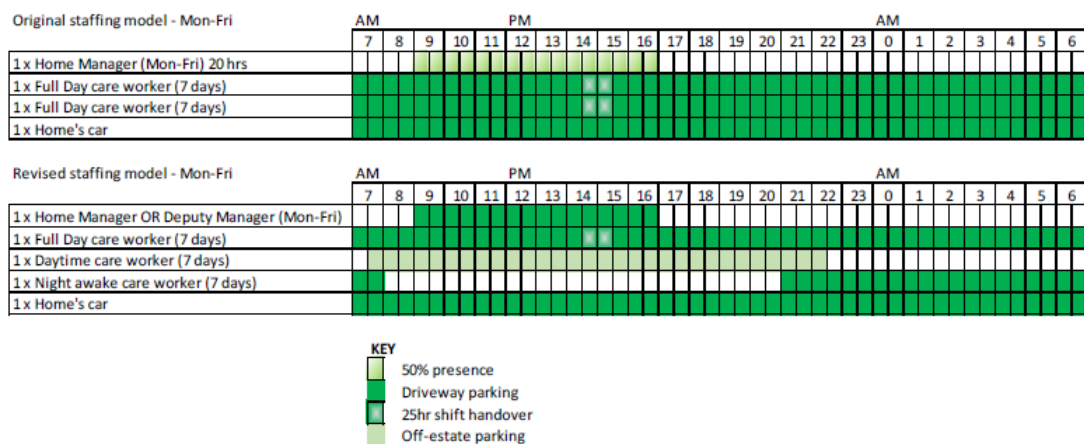 Original staffing model - Mon-Fri AM PM AM
7 8 9 10 11 12 13 14 15 16 17 18 19 20 21 22 23 0 1 2 3 4 5 6
1 x Home Manager (Mon-Fri) 20 hrs
1 x Full Day care worker (7 days) x x
1 x Full Day care worker (7 days) x x
1 x Home's car
Revised staffing model - Mon-Fri AM PM AM
7 8 9 10 11 12 13 14 15 16 17 18 19 20 21 22 23 0 1 2 3 4 5 6
1 x Home Manager OR Deputy Manager (Mon-Fri)
1 x Full Day care worker (7 days) x x
1 x Daytime care worker (7 days)
1 x Night awake care worker (7 days)
1 x Home's car
KEY
50% presence
Driveway parking
x 25hr shift handover
Off-estate parking